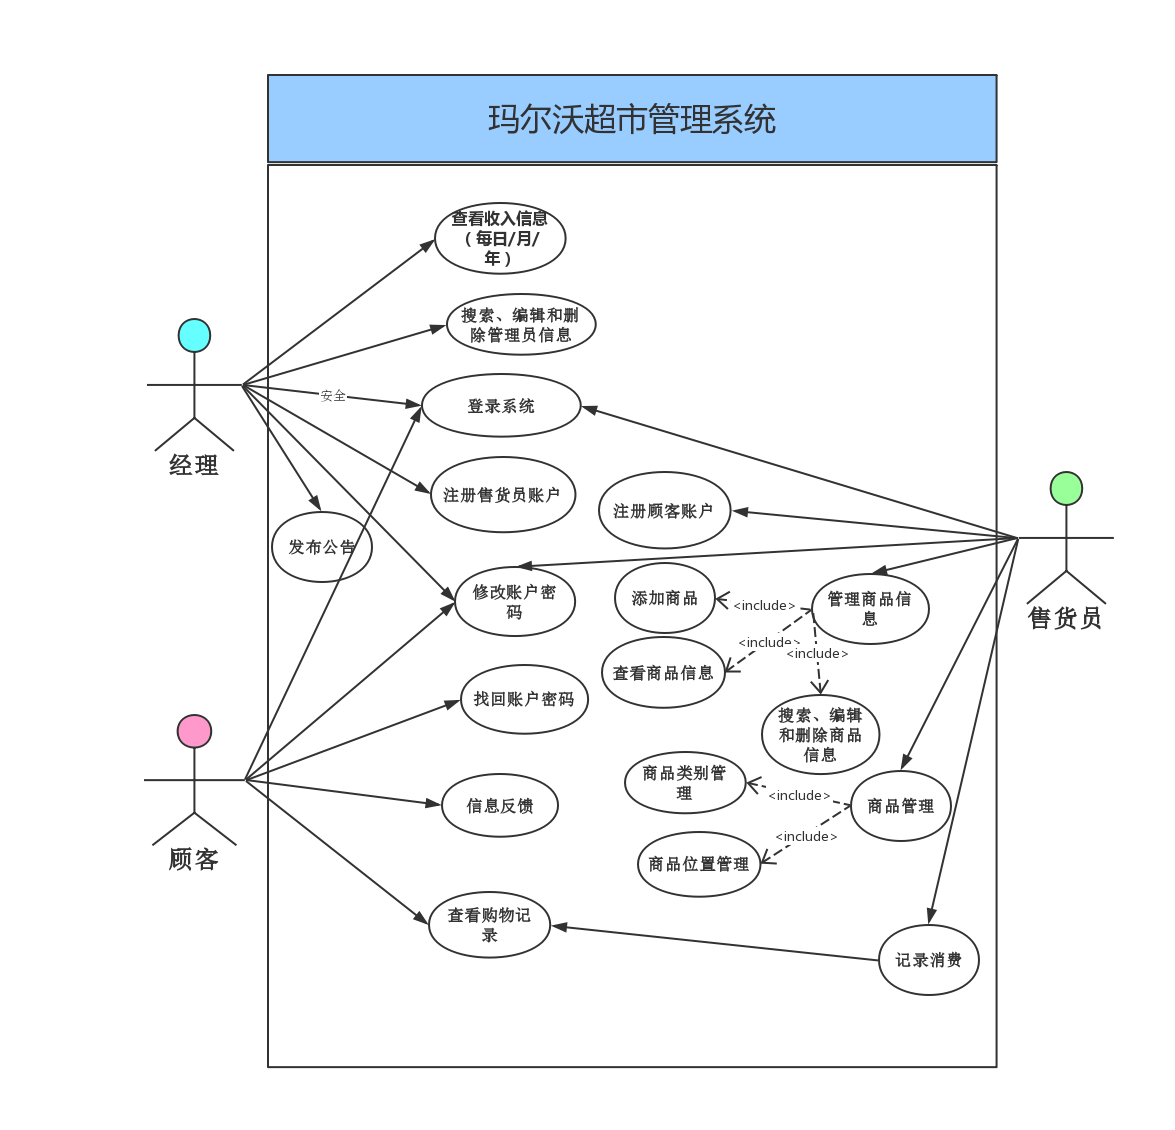 玛尔沃超市管理系统
查看收入信息
（每日/月/
年）
搜索、编辑和删
除管理员信息
安全
登录系统
经理
注册售货员账户
注册顾客账户
发布公告
修改账户密
码
添加商品
<include>
管理商品信
息
售货员
<include>
<include>
查看商品信息
找回账户密码
搜索、编辑
和删除商品
信息
商品类别管
理
<include>
信息反馈
商品管理
<include>
顾客
商品位置管理
查看购物记
录
记录消费